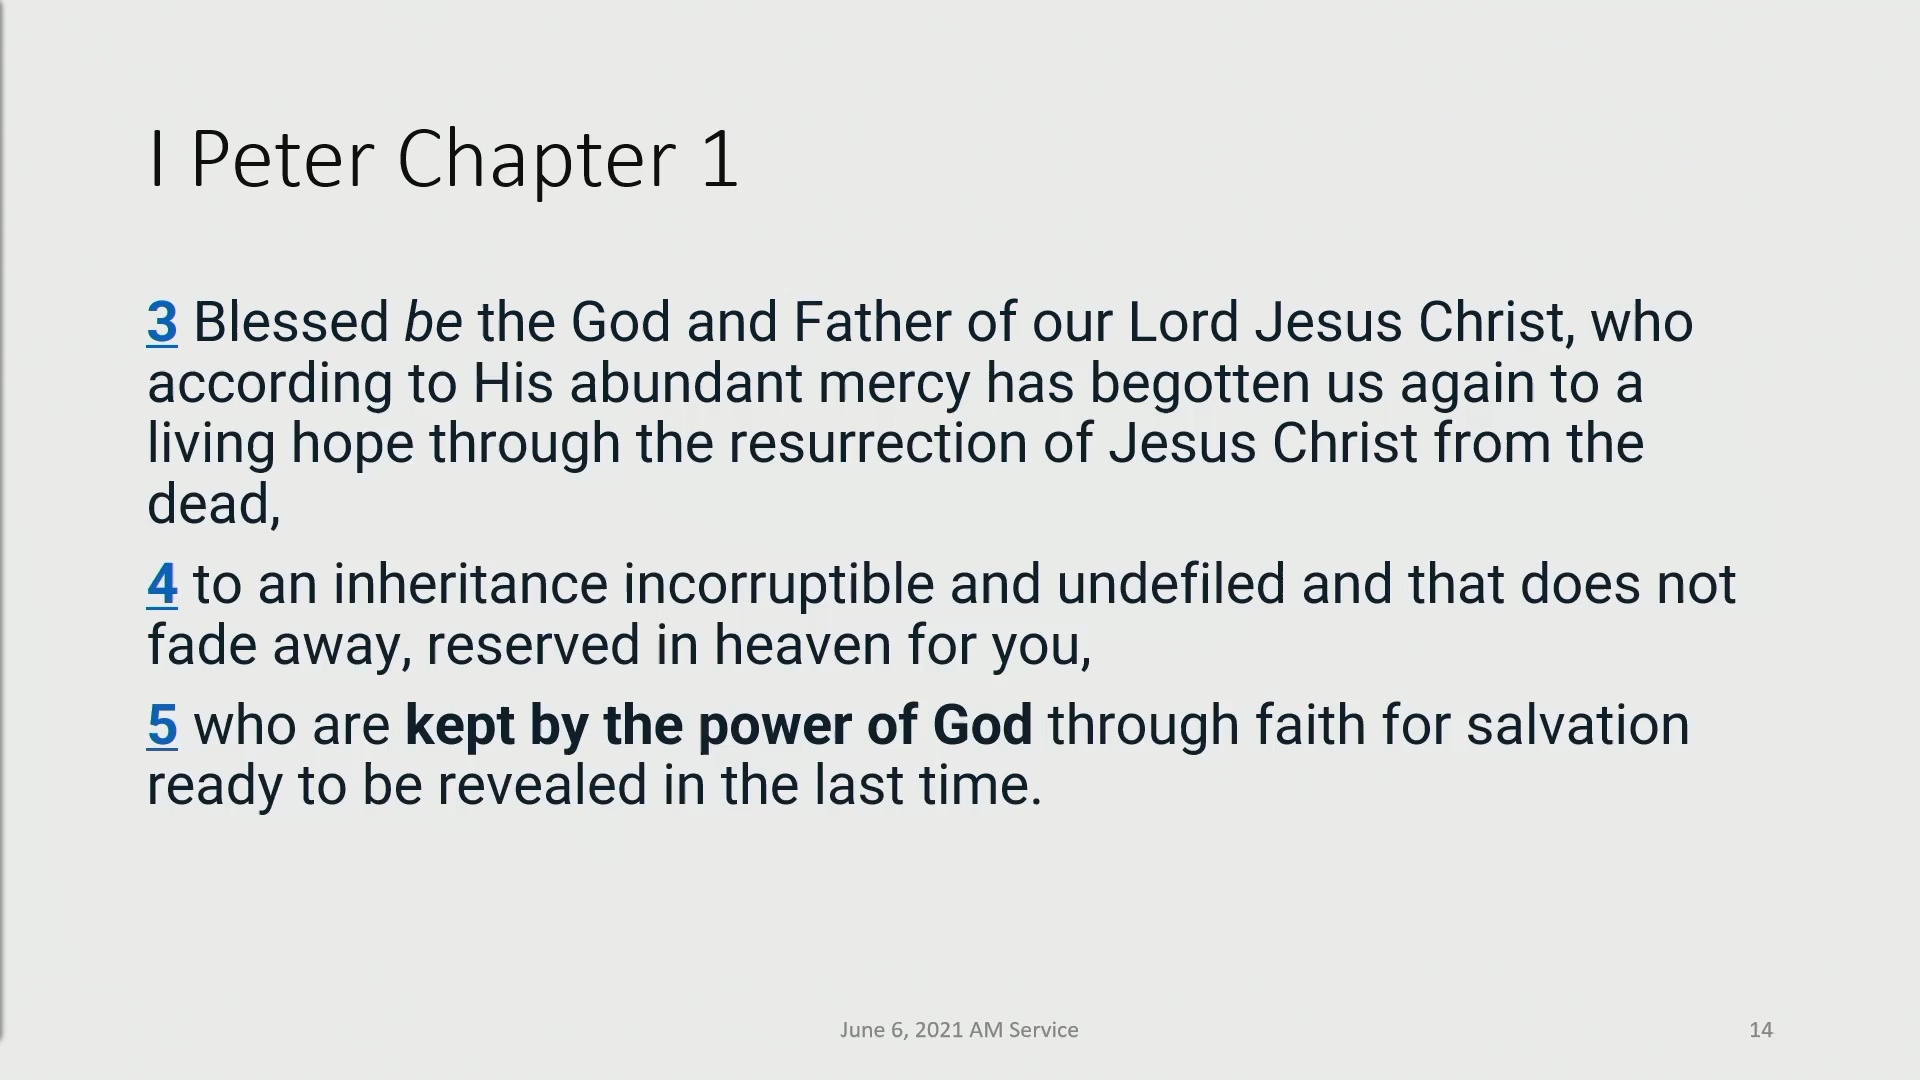 I Peter Chapter 1
3 Blessed be the God and Father of our Lord Jesus Christ, who
according to His abundant mercy has begotten us again to a
living hope through the resurrection of Jesus Christ from the
dead,
4 to an inheritance incorruptible and undefiled and that does not
fade away, reserved in heaven for you,
5 who are kept by the power of God through faith for salvation
ready to be revealed in the last time.
June 6, 2021 AM Service
14